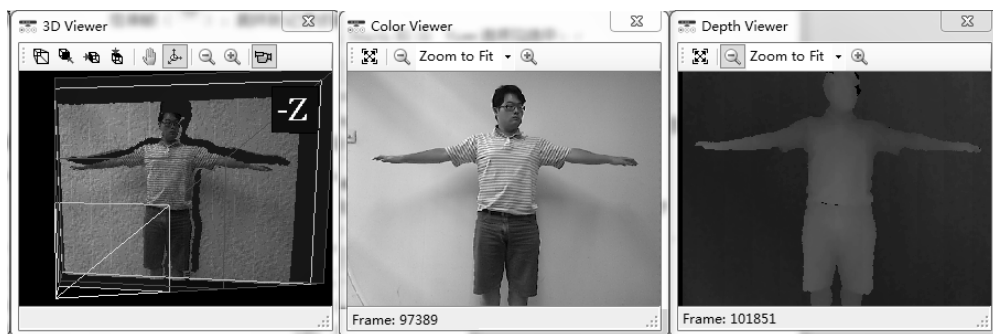 3D Viewer
-Z
Color Viewer
Zoom to Fit
Frame: 97389
Depth Viewer
Zoom to Fit
Frame: 101851